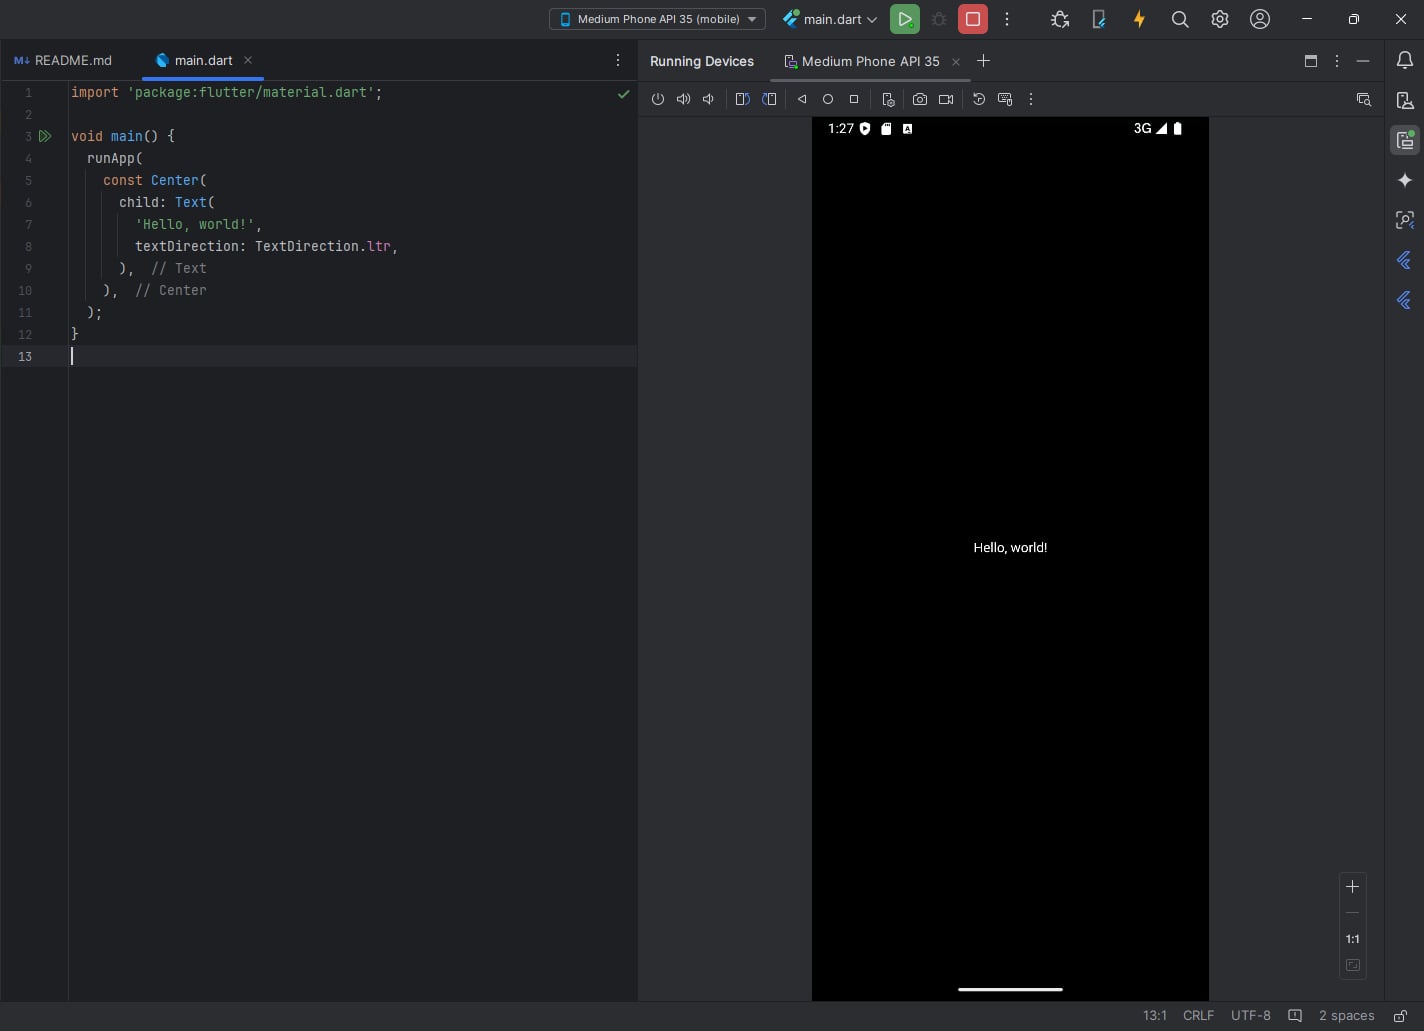 Medium Phone API 35 (mobile)
main.dart
M↓ README.md
main.dart
Running Devices
Medium Phone API 35
1 import 'package:flutter/material.dart';
2
3 void main() {
4 runApp(
5 const Center(
6 child: Text(
7 'Hello, world!',
8 textDirection: TextDirection.ltr,
9 ), // Text
10 ), // Center
11 );
12 }
13
1:27 A
3G
Hello, world!
1:1
13:1 CRLF UTF-8 2 spaces